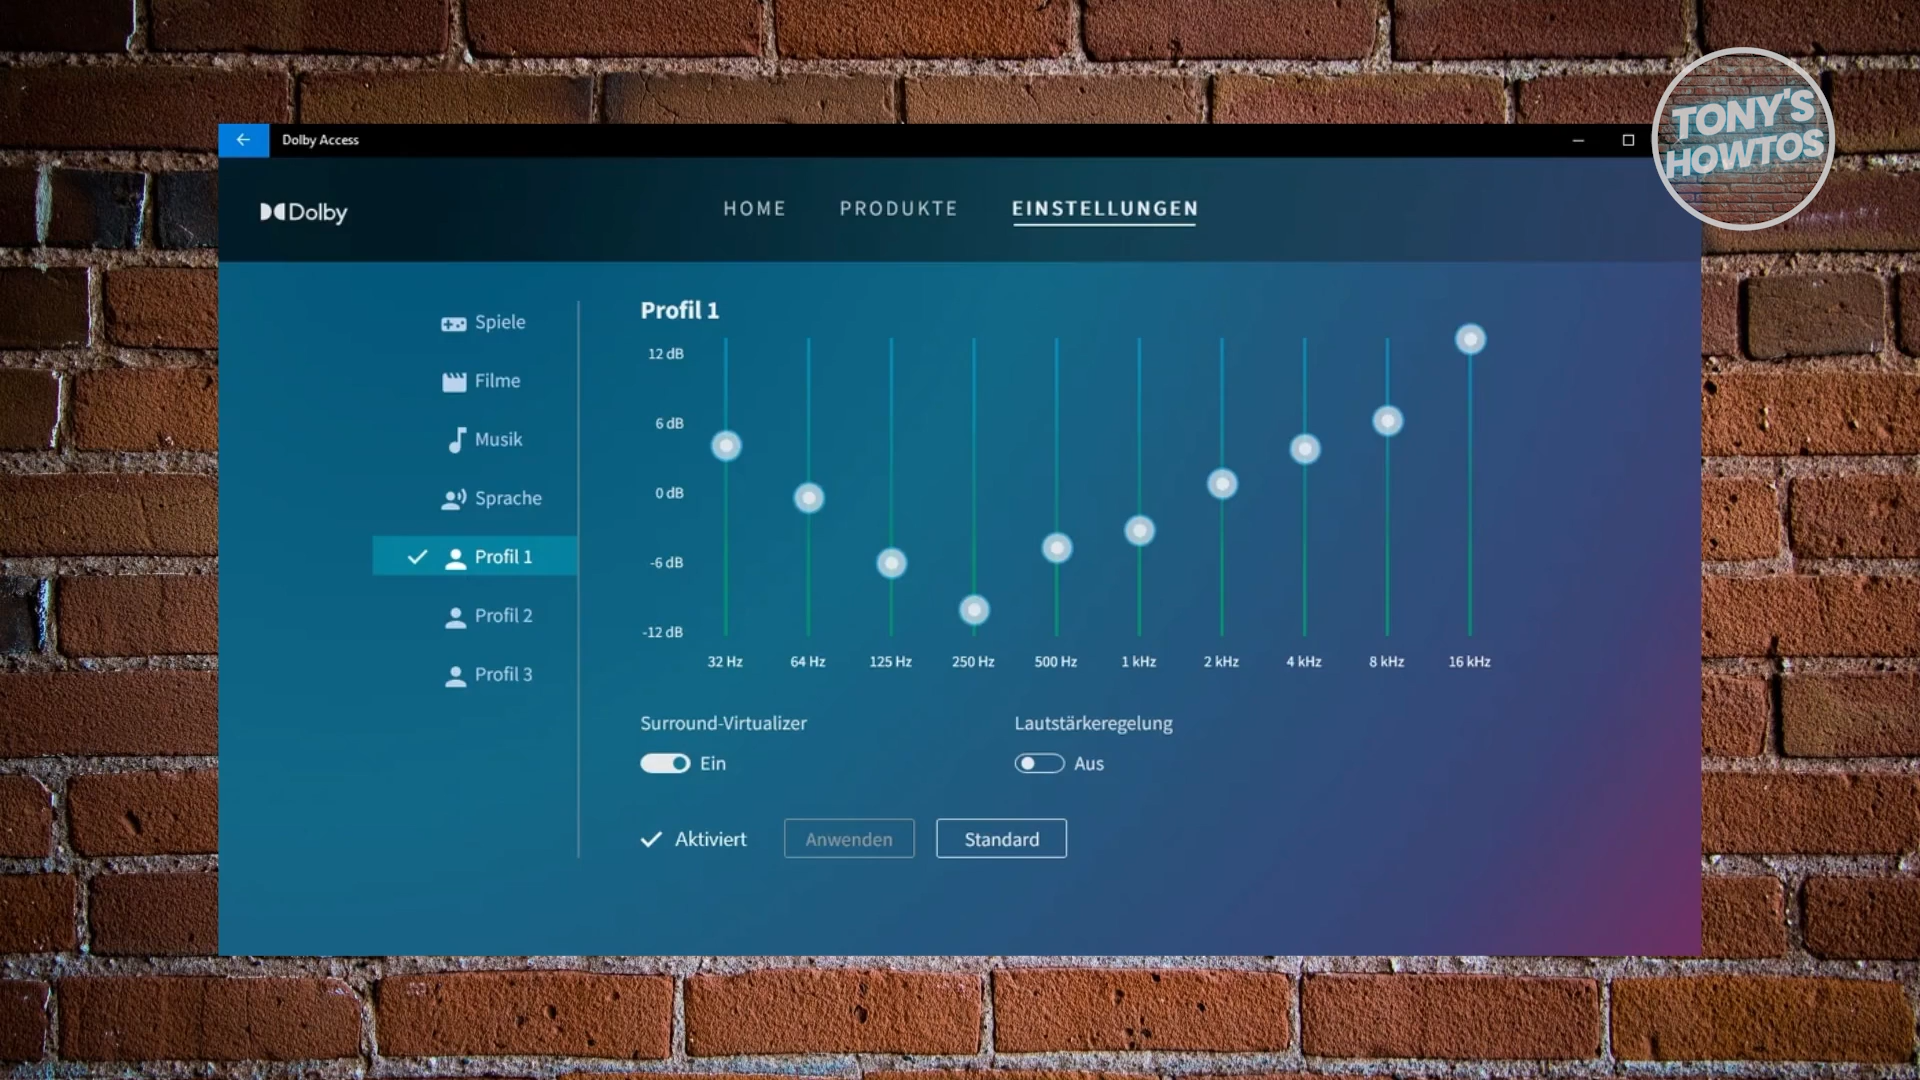 TONY'S
HOWTOS
Dolby Access
Dolby
HOME
PRODUKTE
EINSTELLUNGEN
Spiele
Filme
Musik
Sprache
Profil 1
Profil 2
Profil 3
Profil 1
12 dB
6 dB
0 dB
-6 dB
-12 dB
32 Hz 64 Hz 125 Hz 250 Hz 500 Hz 1 kHz 2 kHz 4 kHz 8 kHz 16 kHz
Surround-Virtualizer
Ein
Lautstärkeregelung
Aus
Aktiviert
Anwenden
Standard